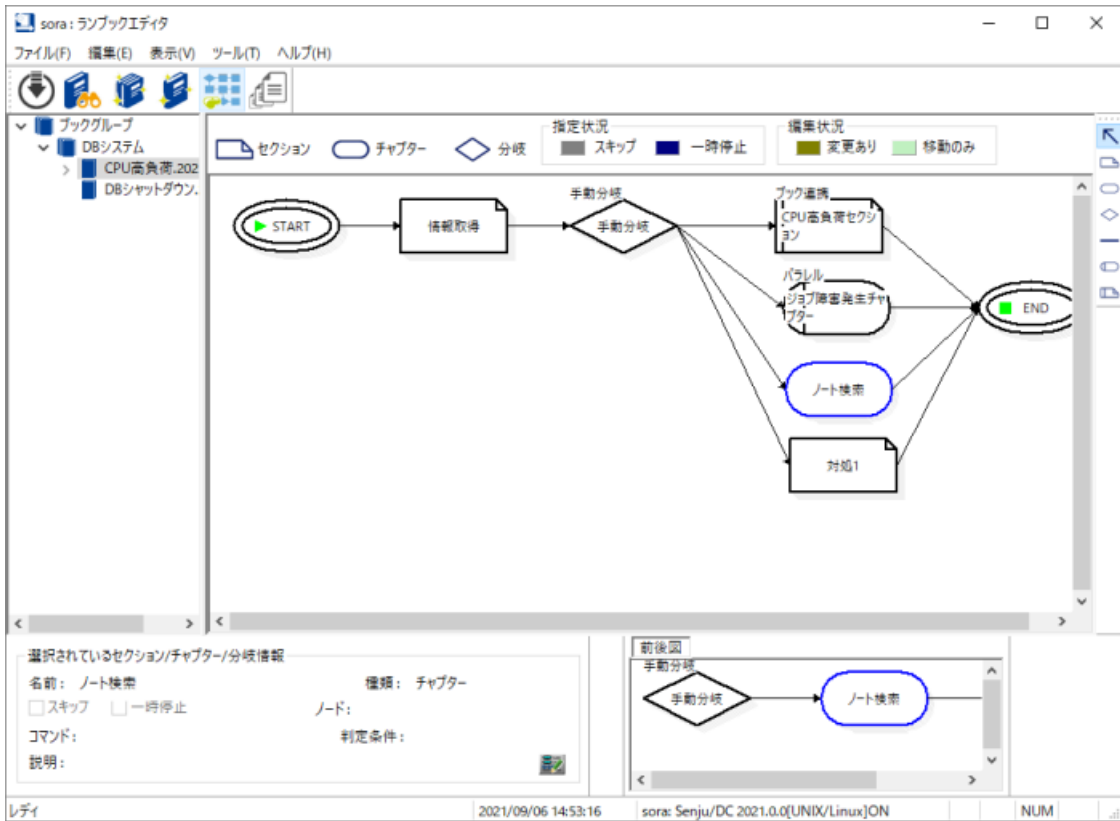 sora : ランブックエディタ
ファイル(F) 編集(E) 表示(V) ツール(T) ヘルプ(H)
ブックグループ
DBシステム
CPU高負荷.202
DBシャットダウン.
セクション チャプター 分岐
指定状況
スキップ 一時停止
編集状況
変更あり 移動のみ
START
情報取得
手動分岐
手動分岐
ブック連携
CPU高負荷セクシ
ョン
パラレル
ジョブ障害発生チャ
プター
ノート検索
対処1
END
選択されているセクション/チャプター/分岐情報
名前: ノート検索 種類: チャプター
スキップ 一時停止 ノード:
コマンド: 判定条件:
説明:
前後図
手動分岐
手動分岐
ノート検索
レディ 2021/09/06 14:53:16 sora: Senju/DC 2021.0.0[UNIX/Linux]ON NUM